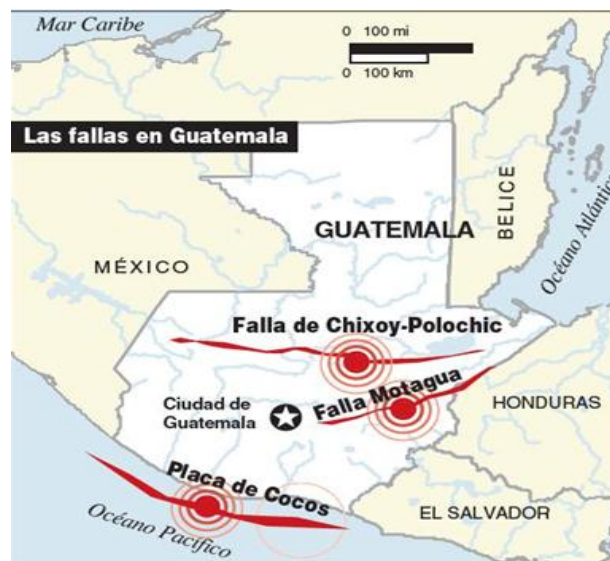 Mar Caribe
0 100 mi
0 100 km
Las fallas en Guatemala
GUATEMALA
BELICE
Océano Atlántico
MÉXICO
Falla de Chixoy-Polochic
Falla Motagua
Ciudad de
Guatemala
HONDURAS
Placa de Cocos
Océano Pacífico
EL SALVADOR